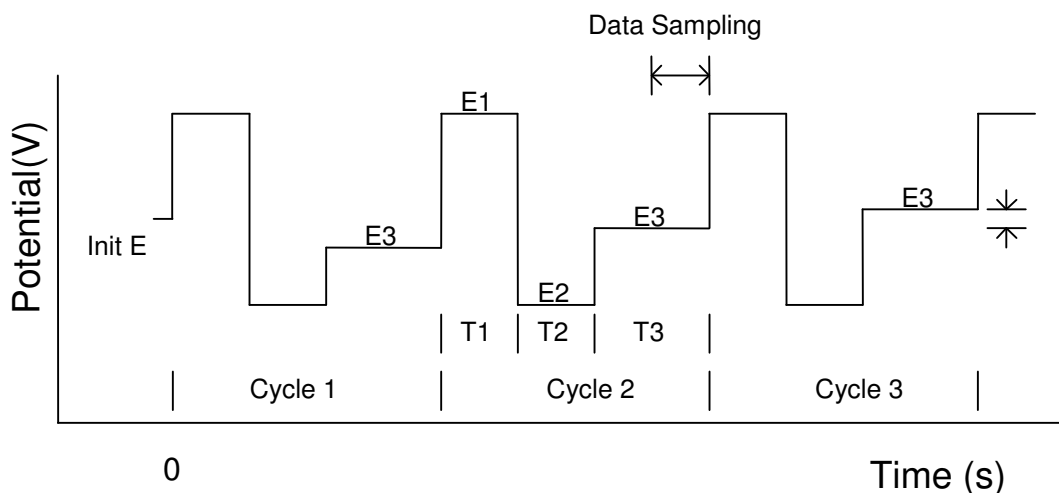 Data Sampling
E1
Potential(V)
Init E
E3
E3
E3
E2
T1 T2 T3
Cycle 1 Cycle 2 Cycle 3
0
Time (s)